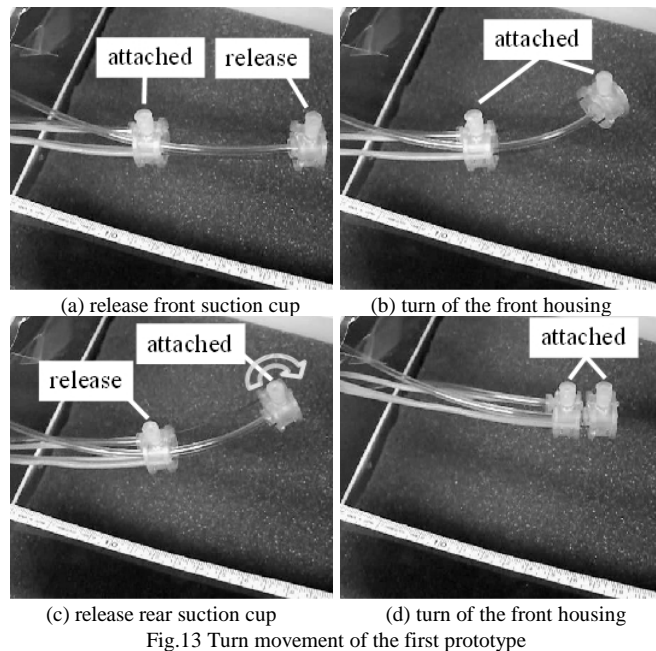 attached
release
(a) release front suction cup
attached
(b) turn of the front housing
attached
release
(c) release rear suction cup
attached
(d) turn of the front housing
Fig.13 Turn movement of the first prototype